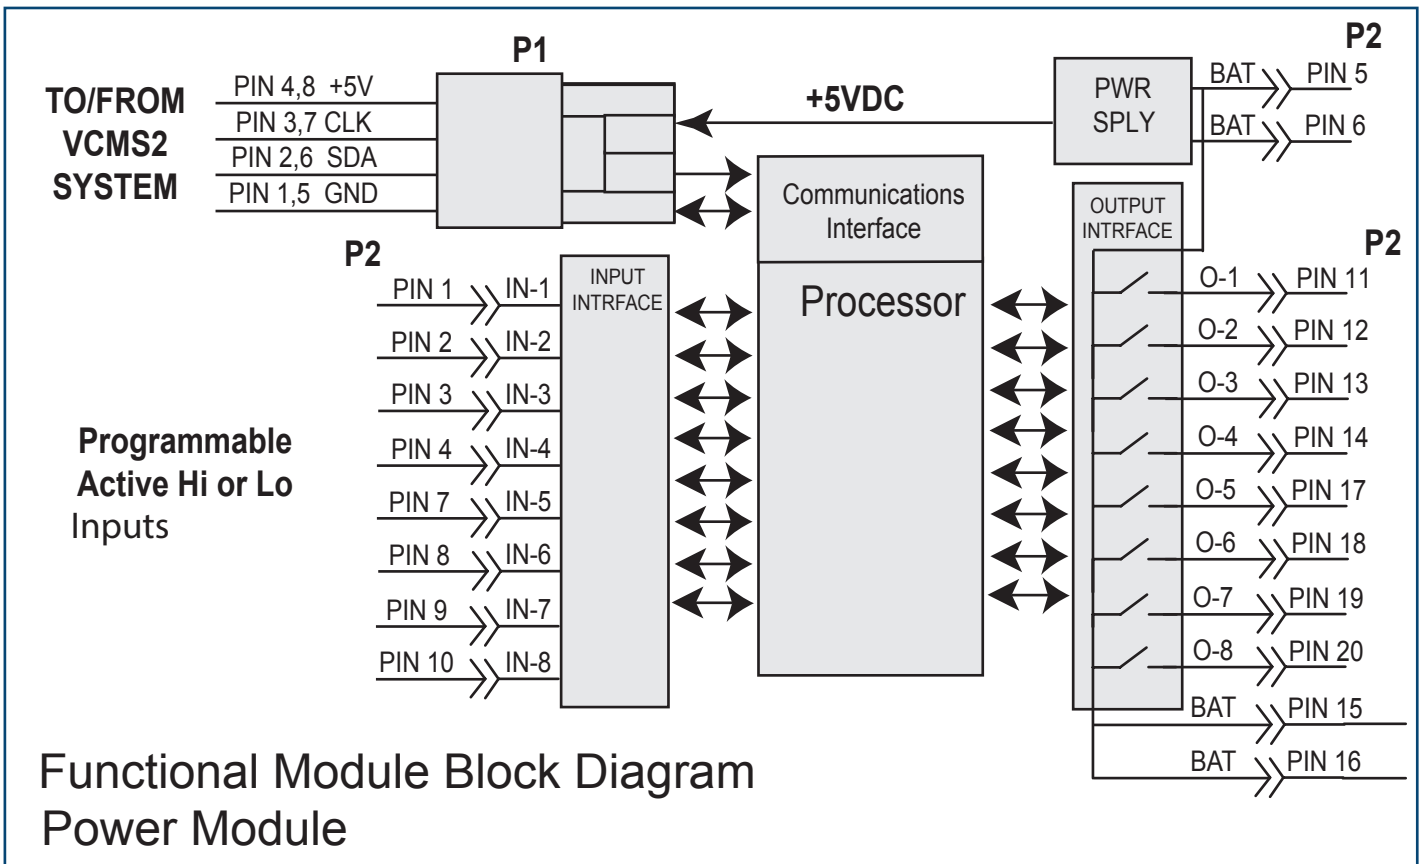 P1
P2
TO/FROM
VCMS2
SYSTEM
PIN 4,8 +5V
PIN 3,7 CLK
PIN 2,6 SDA
PIN 1,5 GND
+5VDC
PWR
SPLY
BAT PIN 5
BAT PIN 6
Communications
Interface
Processor
P2
PIN 1 IN-1
PIN 2 IN-2
PIN 3 IN-3
PIN 4 IN-4
PIN 7 IN-5
PIN 8 IN-6
PIN 9 IN-7
PIN 10 IN-8
INPUT
INTRFACE
Programmable
Active Hi or Lo
Inputs
OUTPUT
INTRFACE
P2
O-1 PIN 11
O-2 PIN 12
O-3 PIN 13
O-4 PIN 14
O-5 PIN 17
O-6 PIN 18
O-7 PIN 19
O-8 PIN 20
BAT PIN 15
BAT PIN 16
Functional Module Block Diagram
Power Module